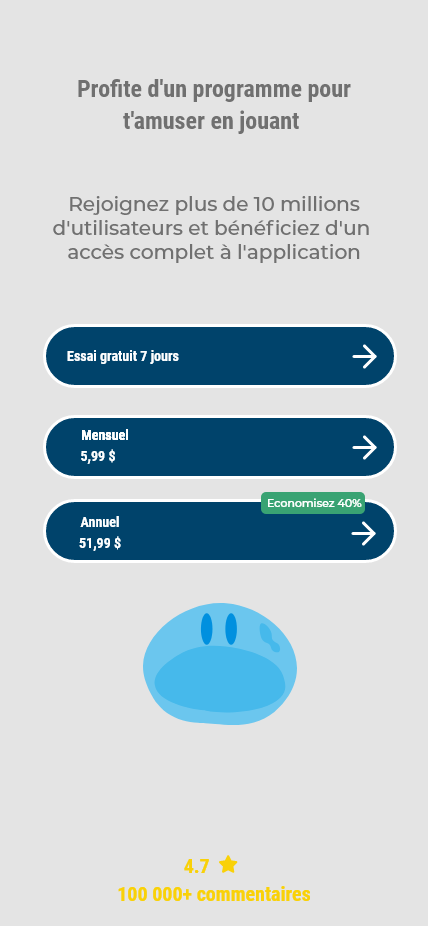 Profite d'un programme pour
t'amuser en jouant
Rejoignez plus de 10 millions
d'utilisateurs et bénéficiez d'un
accès complet à l'application
Essai gratuit 7 jours
Mensuel
5,99 $
Economisez 40%
Annuel
51,99 $
4.7
100 000+ commentaires